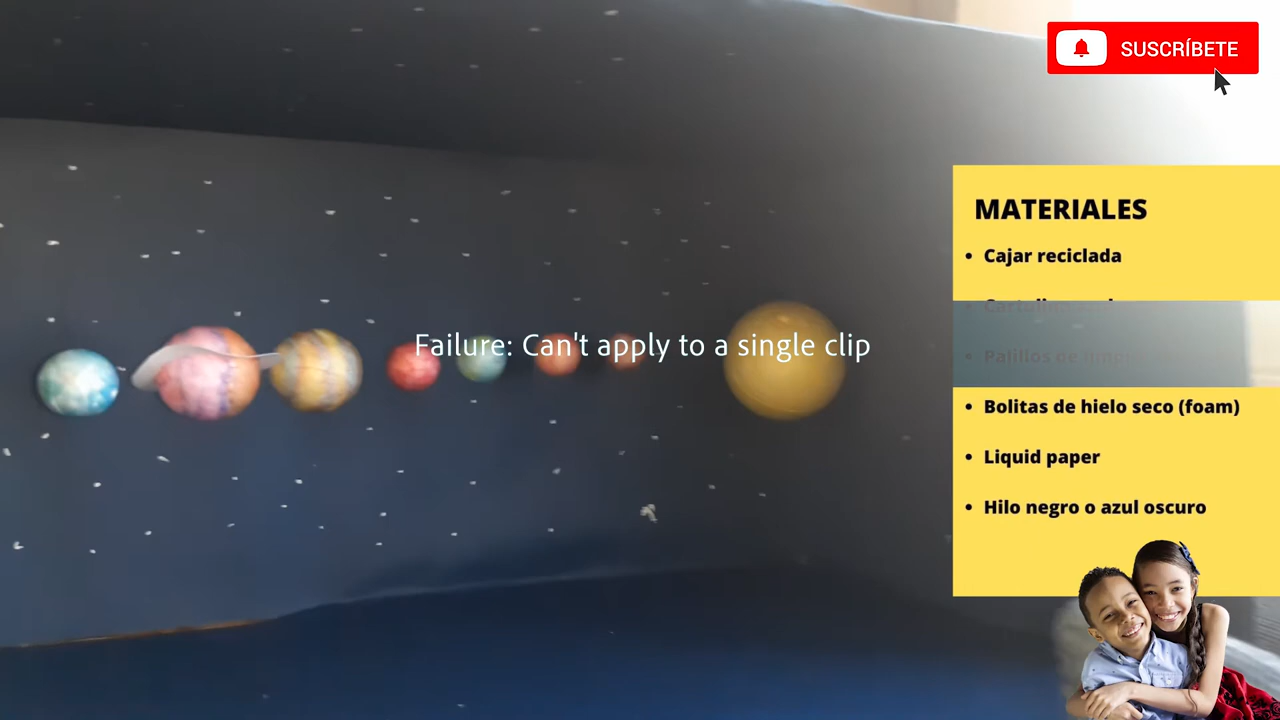 SUSCRÍBETE
MATERIALES
• Cajar reciclada
Failure: Can't apply to a single clip
• Bolitas de hielo seco (foam)
• Liquid paper
• Hilo negro o azul oscuro